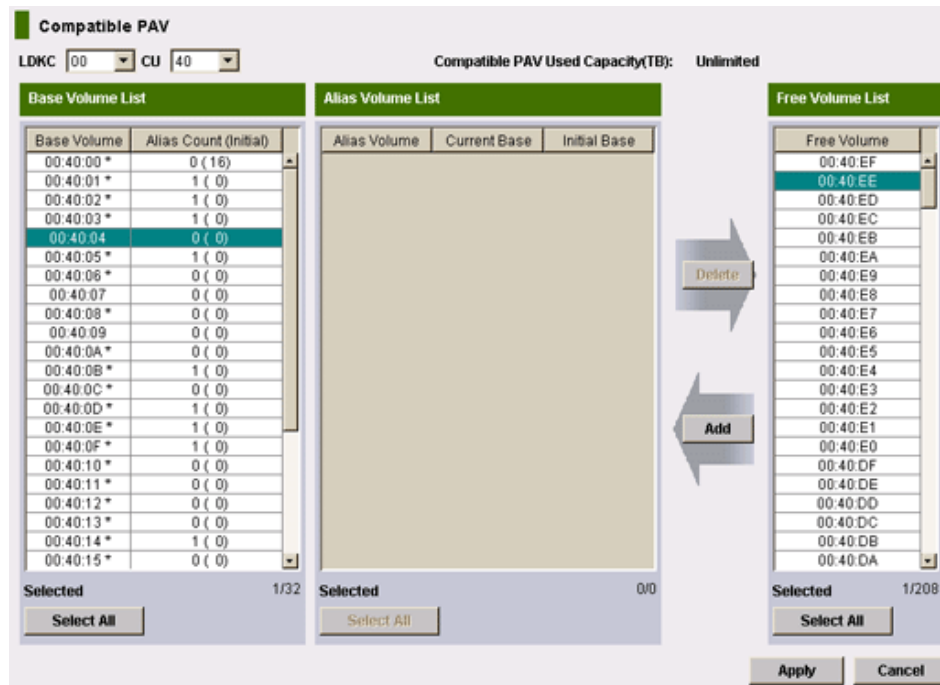 Compatible PAV
LDKC 00 CU 40 Compatible PAV Used Capacity(TB): Unlimited
Base Volume List
Base Volume Alias Count (Initial)
00:40:00 * 0 ( 16)
00:40:01 * 1 ( 0)
00:40:02 * 1 ( 0)
00:40:03 * 1 ( 0)
00:40:04 0 ( 0)
00:40:05 * 1 ( 0)
00:40:06 * 0 ( 0)
00:40:07 0 ( 0)
00:40:08 * 0 ( 0)
00:40:09 0 ( 0)
00:40:0A * 0 ( 0)
00:40:0B * 1 ( 0)
00:40:0C * 0 ( 0)
00:40:0D * 1 ( 0)
00:40:0E * 1 ( 0)
00:40:0F * 1 ( 0)
00:40:10 * 0 ( 0)
00:40:11 * 0 ( 0)
00:40:12 * 0 ( 0)
00:40:13 * 0 ( 0)
00:40:14 * 1 ( 0)
00:40:15 * 0 ( 0)
Selected 1/32
Select All
Alias Volume List
Alias Volume Current Base Initial Base
Selected 0/0
Select All
Delete
Add
Free Volume List
Free Volume
00:40:EF
00:40:EE
00:40:ED
00:40:EC
00:40:EB
00:40:EA
00:40:E9
00:40:E8
00:40:E7
00:40:E6
00:40:E5
00:40:E4
00:40:E3
00:40:E2
00:40:E1
00:40:E0
00:40:DF
00:40:DE
00:40:DD
00:40:DC
00:40:DB
00:40:DA
Selected 1/208
Select All
Apply Cancel